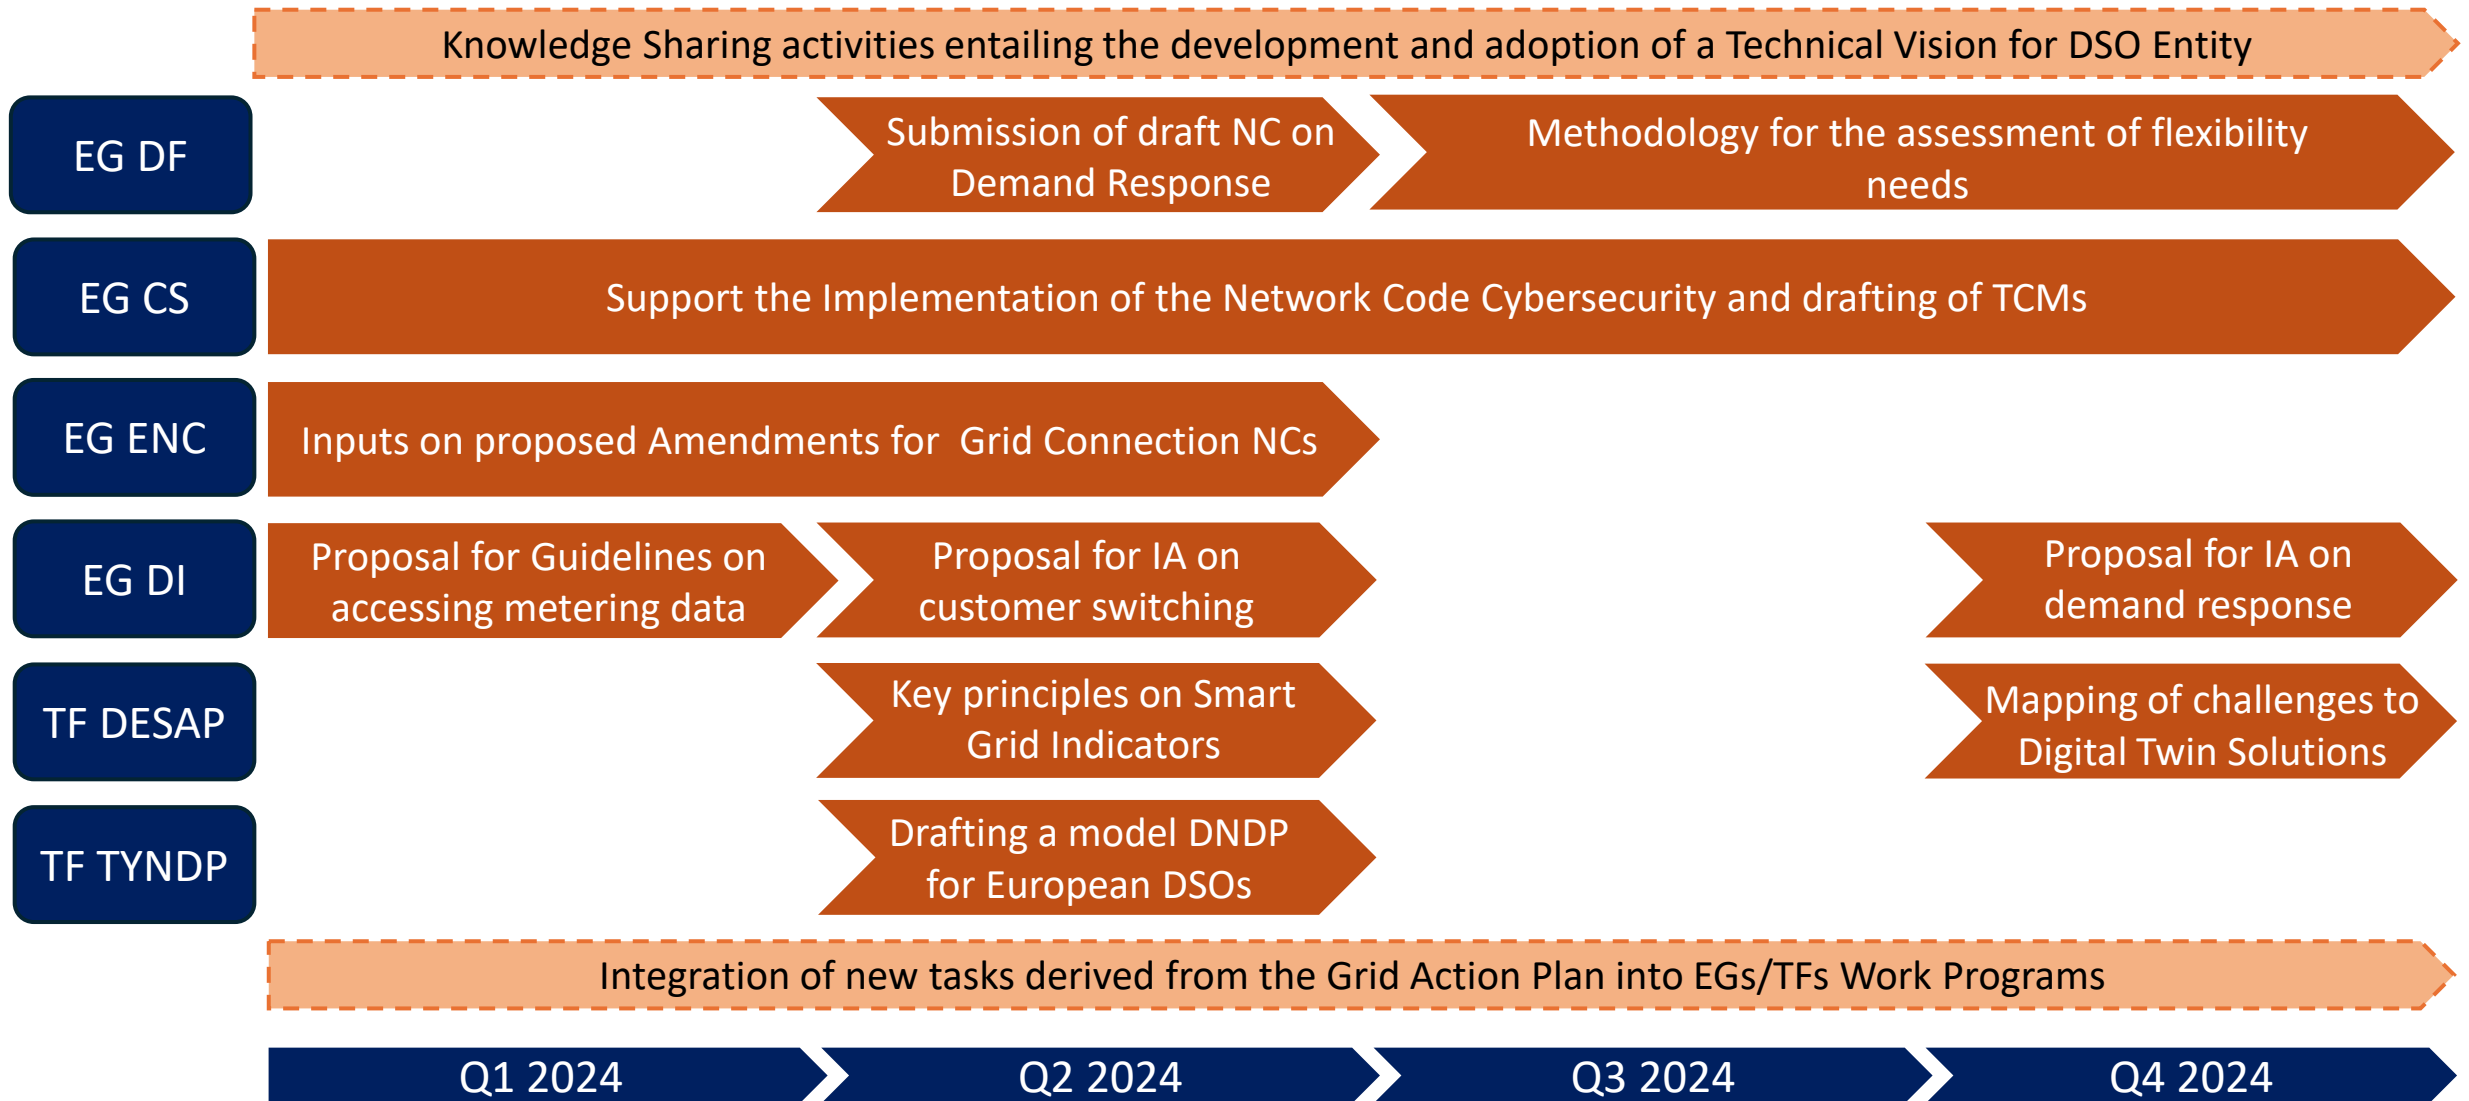 Knowledge Sharing activities entailing the development and adoption of a Technical Vision for DSO Entity
EG DF
Submission of draft NC on
Demand Response
Methodology for the assessment of flexibility
needs
EG CS
Support the Implementation of the Network Code Cybersecurity and drafting of TCMs
EG ENC
Inputs on proposed Amendments for  Grid Connection NCs
EG DI
Proposal for Guidelines on
accessing metering data
Proposal for IA on
customer switching
Proposal for IA on
demand response
TF DESAP
Key principles on Smart
Grid Indicators
Mapping of challenges to
Digital Twin Solutions
TF TYNDP
Drafting a model DNDP
for European DSOs
Integration of new tasks derived from the Grid Action Plan into EGs/TFs Work Programs
Q1 2024
Q2 2024
Q3 2024
Q4 2024